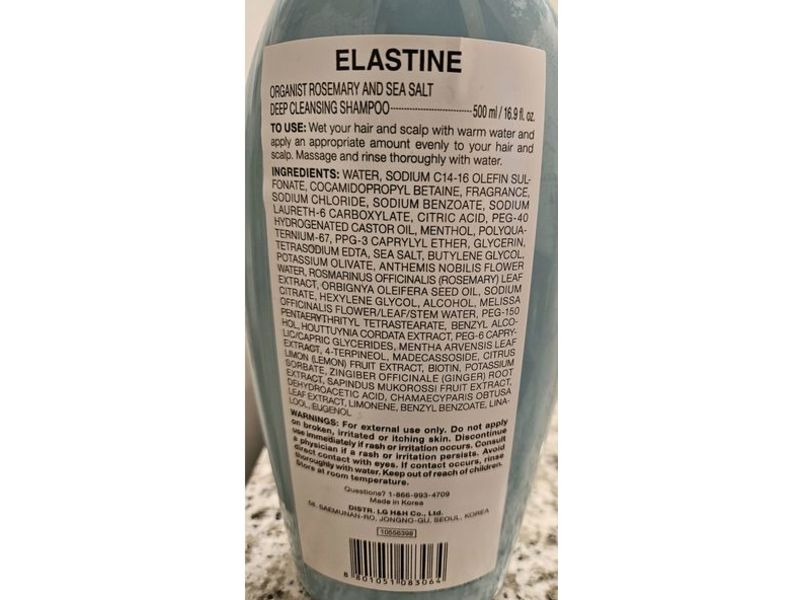 ELASTINE
ORGANIST ROSEMARY AND SEA SALT
DEEP CLEANSING SHAMPOO------------------------500 ml / 16.9 fl. oz.
TO USE: Wet your hair and scalp with warm water and
apply an appropriate amount evenly to your hair and
scalp. Massage and rinse thoroughly with water.
INGREDIENTS: WATER, SODIUM C14-16 OLEFIN SUL-
FONATE, COCAMIDOPROPYL BETAINE, FRAGRANCE,
SODIUM CHLORIDE, SODIUM BENZOATE, SODIUM
LAURETH-6 CARBOXYLATE, CITRIC ACID, PEG-40
HYDROGENATED CASTOR OIL, MENTHOL, POLYQUA-
TERNIUM-67, PPG-3 CAPRYLYL ETHER, GLYCERIN,
TETRASODIUM EDTA, SEA SALT, BUTYLENE GLYCOL,
POTASSIUM OLIVATE, ANTHEMIS NOBILIS FLOWER
WATER, ROSMARINUS OFFICINALIS (ROSEMARY) LEAF
EXTRACT, ORBIGNYA OLEIFERA SEED OIL, SODIUM
CITRATE, HEXYLENE GLYCOL, ALCOHOL, MELISSA
OFFICINALIS FLOWER/LEAF/STEM WATER, PEG-150
PENTAERYTHRITYL TETRASTEARATE, BENZYL ALCO-
HOL, HOUTTUYNIA CORDATA EXTRACT, PEG-6 CAPRY-
LIC/CAPRIC GLYCERIDES, MENTHA ARVENSIS LEAF
EXTRACT, 4-TERPINEOL, MADECASSOSIDE, CITRUS
LIMON (LEMON) FRUIT EXTRACT, BIOTIN, POTASSIUM
SORBATE, ZINGIBER OFFICINALE (GINGER) ROOT
EXTRACT, SAPINDUS MUKOROSSI FRUIT EXTRACT,
DEHYDROACETIC ACID, CHAMAECYPARIS OBTUSA
LEAF EXTRACT, LIMONENE, BENZYL BENZOATE, LINA-
LOOL, EUGENOL
WARNINGS: For external use only. Do not apply
on broken, irritated or itching skin. Discontinue
use immediately if rash or irritation occurs. Consult
a physician if a rash or irritation persists. Avoid
direct contact with eyes. If contact occurs, rinse
thoroughly with water. Keep out of reach of children.
Store at room temperature.
Questions? 1-866-993-4709
Made in Korea
DISTR. LG H&H Co., Ltd.
58, SAEMUNAN-RO, JONGNO-GU, SEOUL, KOREA
10556398
8 801051 083064